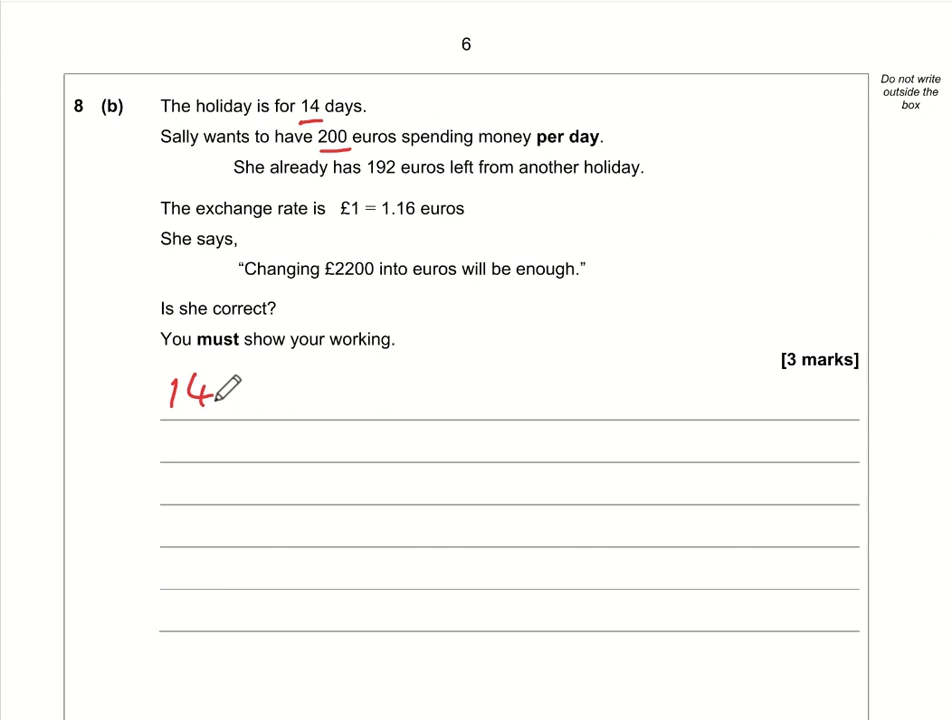 6
Do not write
outside the
box
8 (b) The holiday is for 14 days.
Sally wants to have 200 euros spending money per day.
She already has 192 euros left from another holiday.
The exchange rate is £1 = 1.16 euros
She says,
“Changing £2200 into euros will be enough.”
Is she correct?
You must show your working.
[3 marks]
14